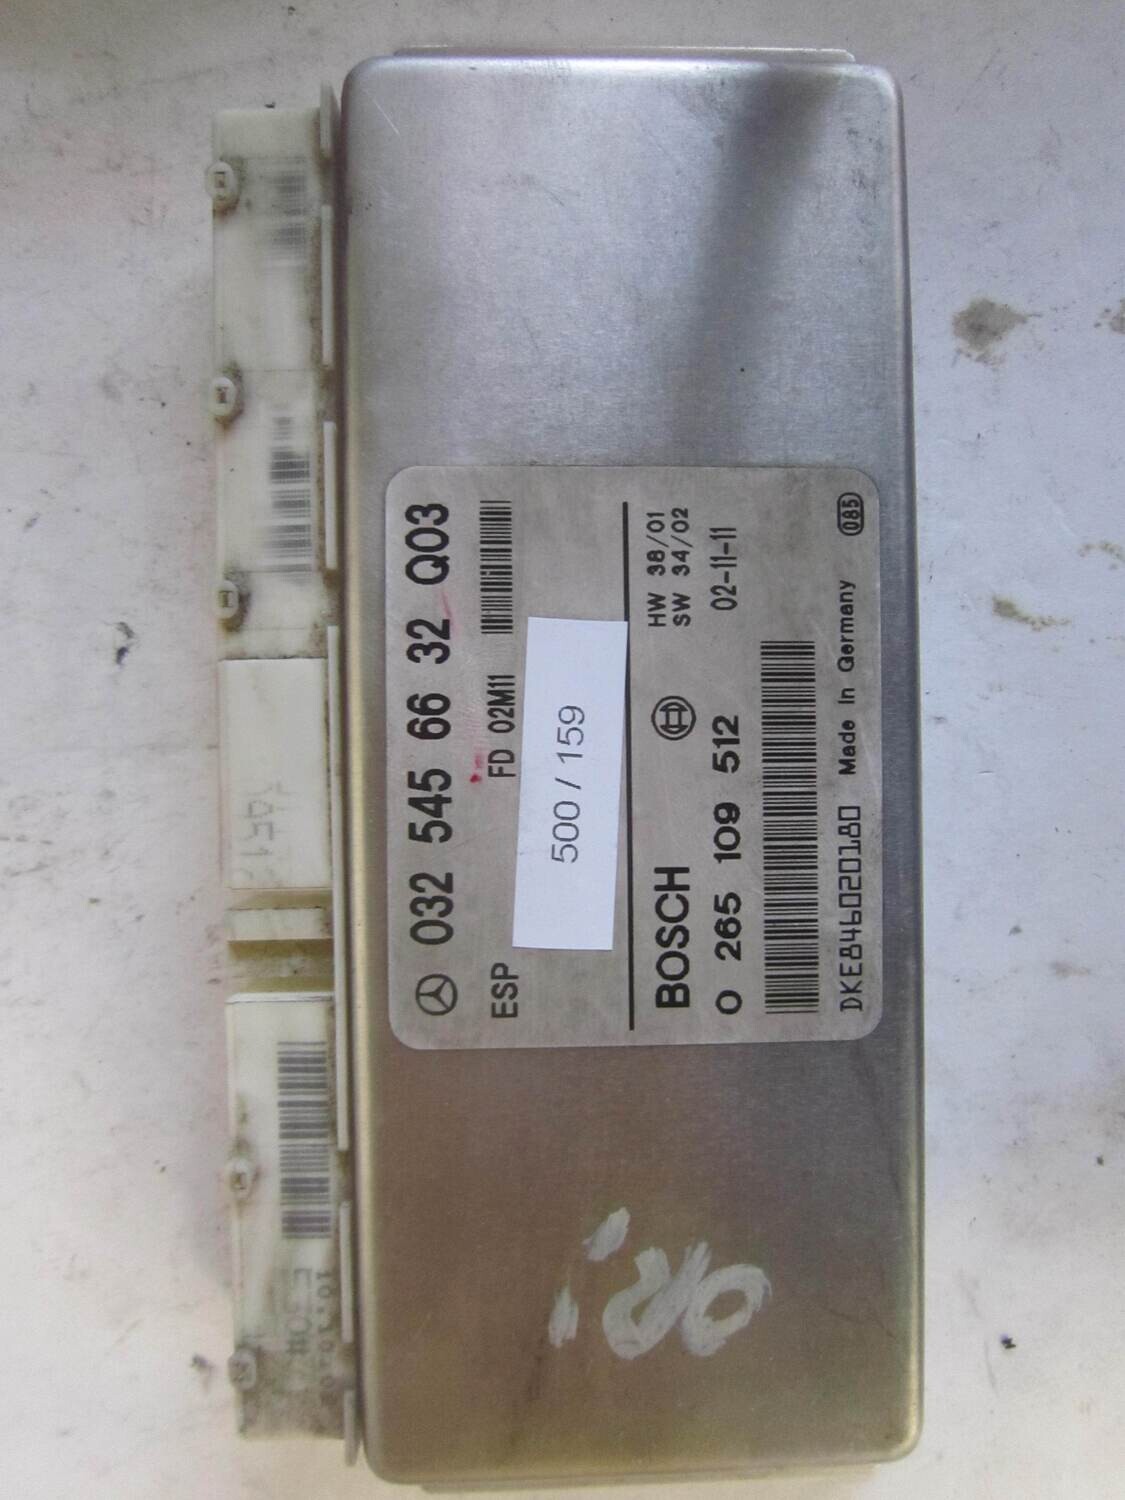 032 545 66 32 Q03
ESP
FD 02M11
500 / 159
BOSCH
HW 38/01
SW 34/02
0 265 109 512
02-11-11
DKE84602018D
Made in Germany
085